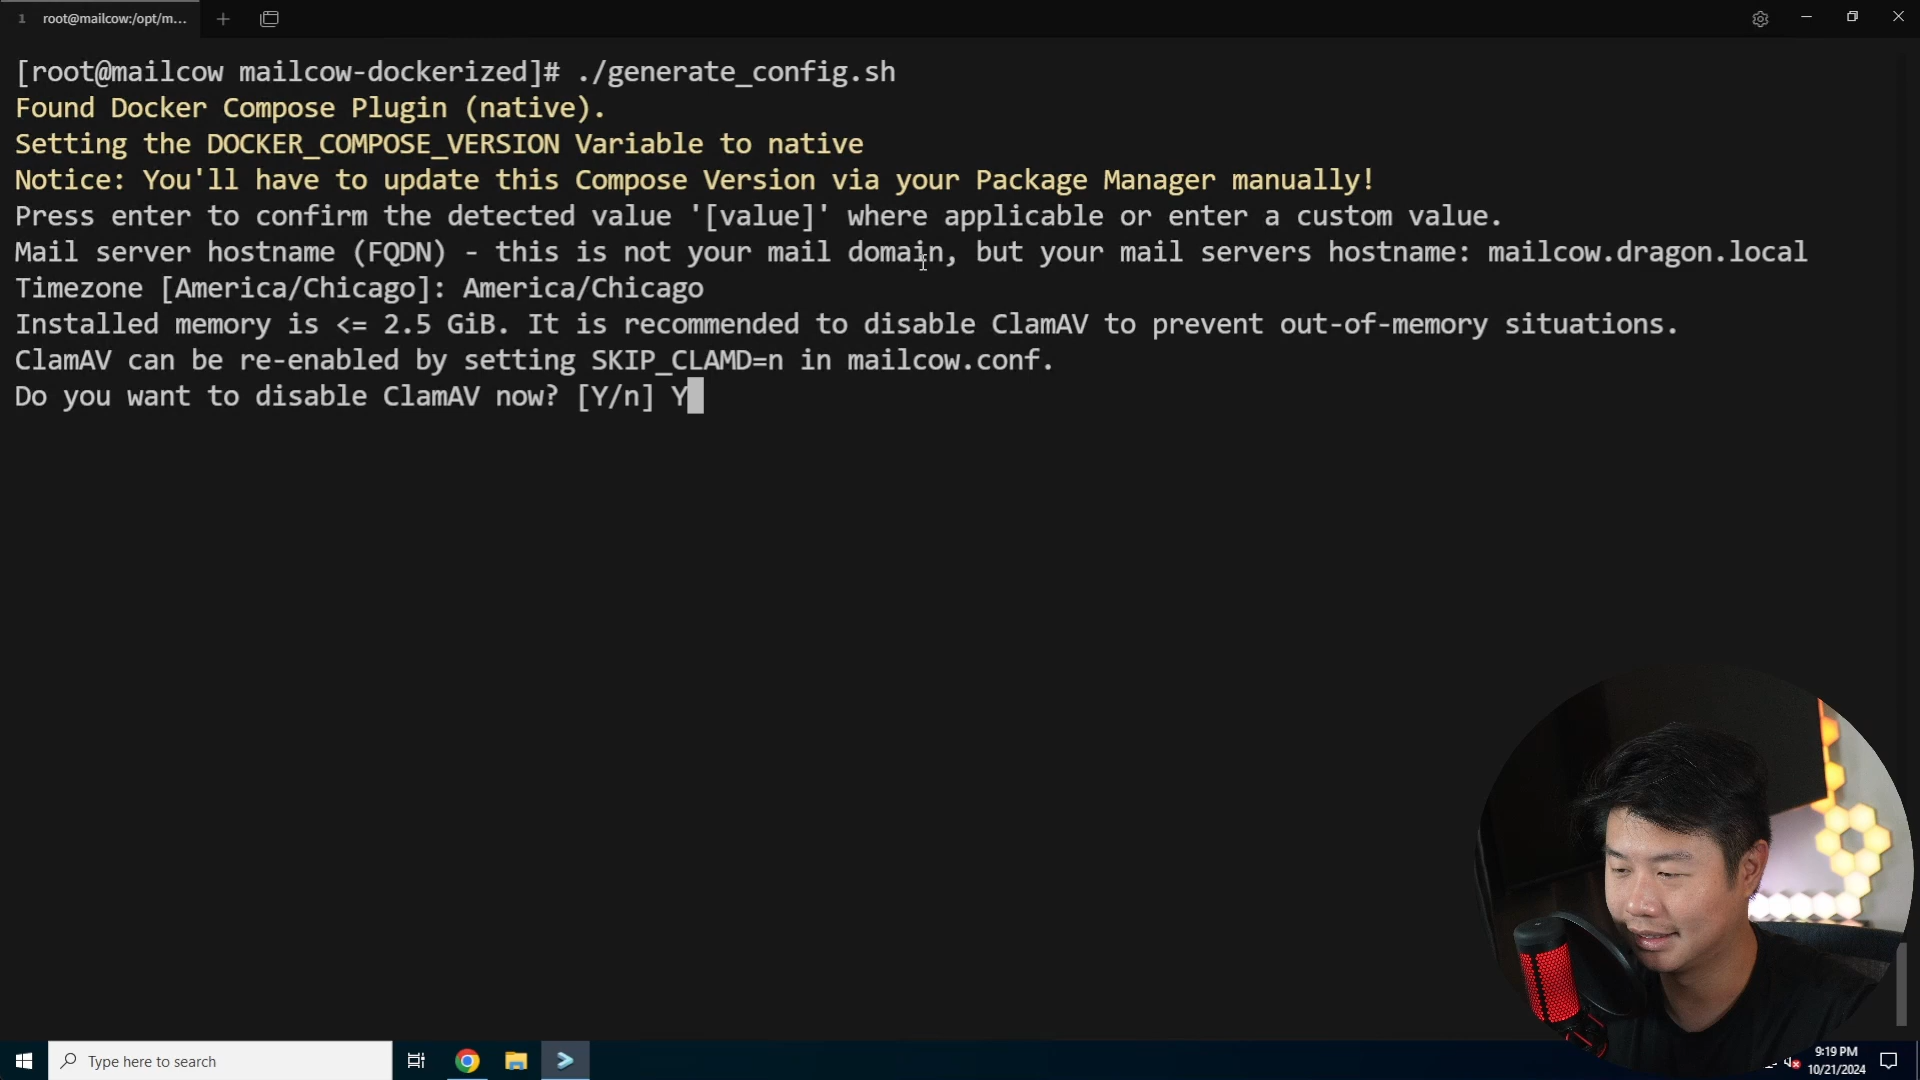 1 root@mailcow:/opt/m...
[root@mailcow mailcow-dockerized]# ./generate_config.sh
Found Docker Compose Plugin (native).
Setting the DOCKER_COMPOSE_VERSION Variable to native
Notice: You'll have to update this Compose Version via your Package Manager manually!
Press enter to confirm the detected value '[value]' where applicable or enter a custom value.
Mail server hostname (FQDN) - this is not your mail domain, but your mail servers hostname: mailcow.dragon.local
Timezone [America/Chicago]: America/Chicago
Installed memory is <= 2.5 GiB. It is recommended to disable ClamAV to prevent out-of-memory situations.
ClamAV can be re-enabled by setting SKIP_CLAMD=n in mailcow.conf.
Do you want to disable ClamAV now? [Y/n] Y
Type here to search
9:19 PM
10/21/2024